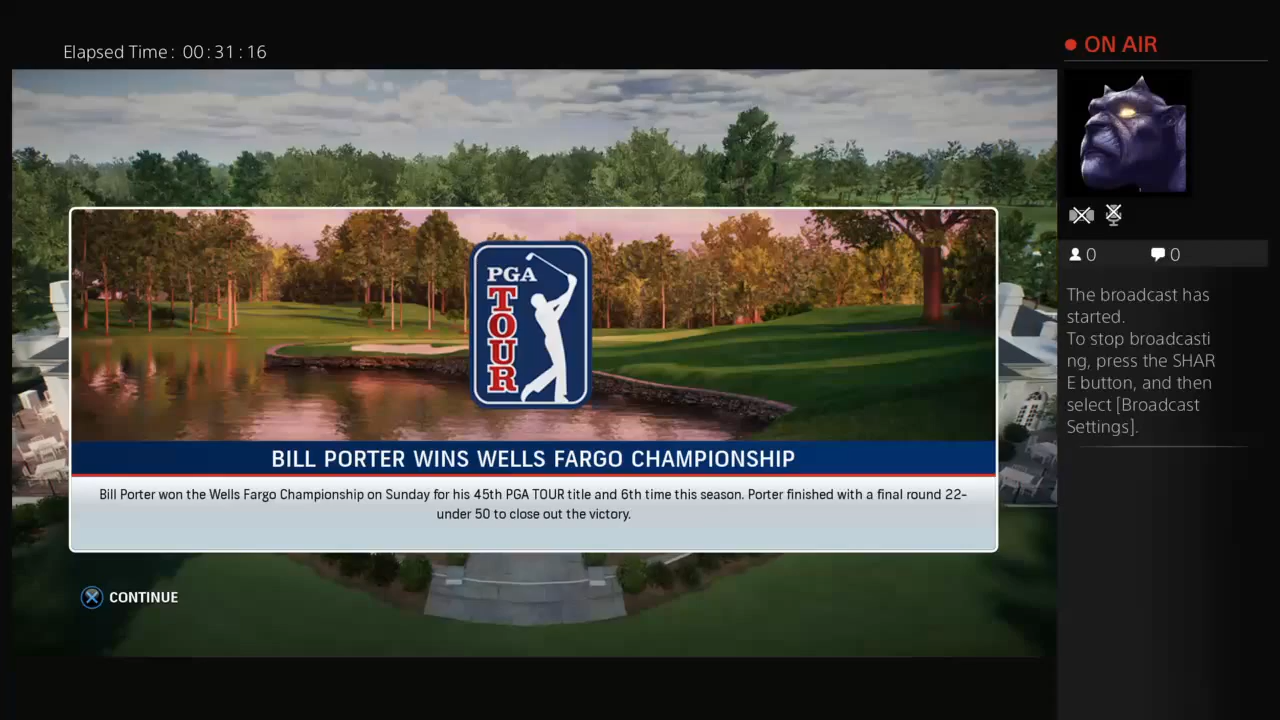 Elapsed Time: 00:31:16
ON AIR
PGA
TOUR
BILL PORTER WINS WELLS FARGO CHAMPIONSHIP
Bill Porter won the Wells Fargo Championship on Sunday for his 45th PGA TOUR title and 6th time this season. Porter finished with a final round 22-
under 50 to close out the victory.
CONTINUE
0 0
The broadcast has
started.
To stop broadcasti
ng, press the SHAR
E button, and then
select [Broadcast
Settings].